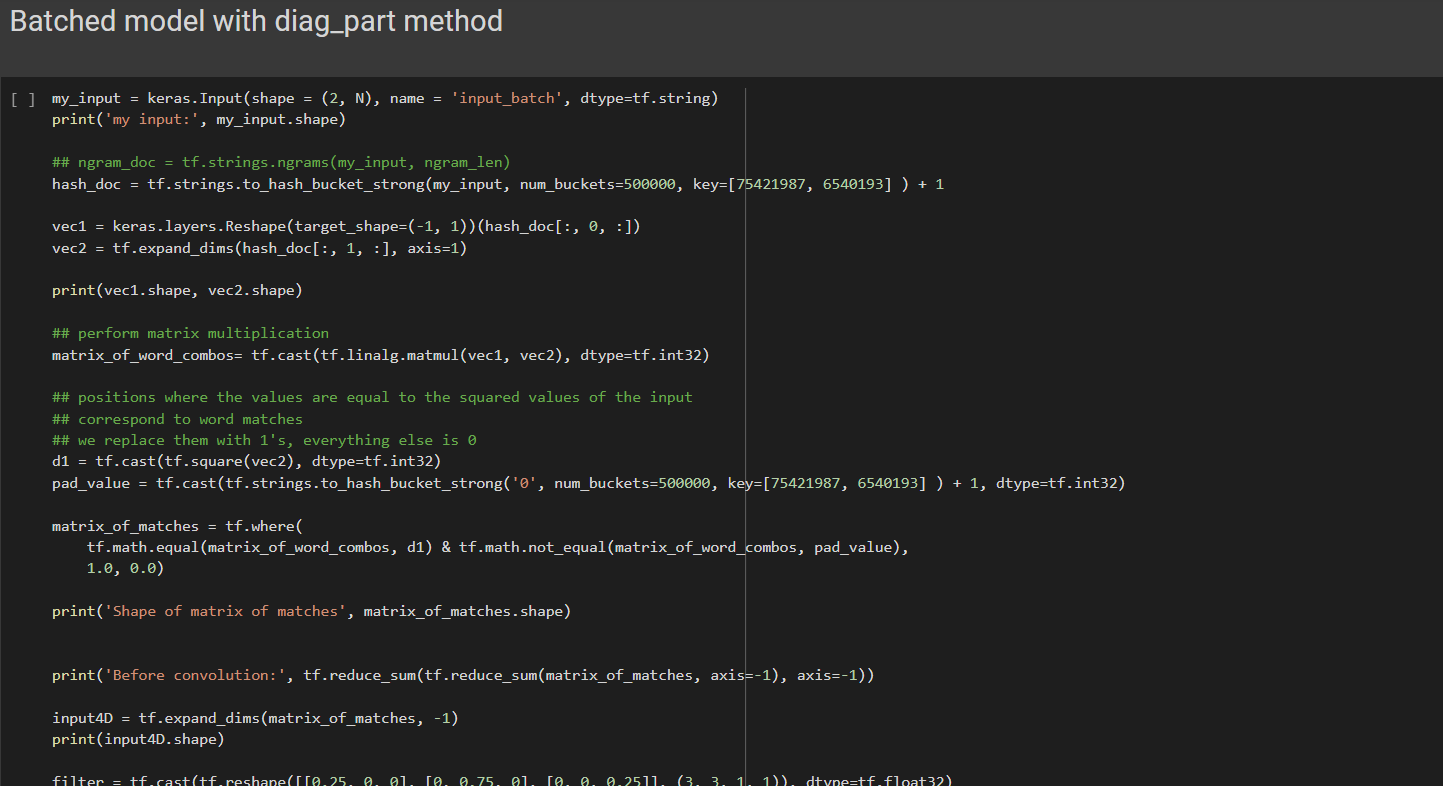 Batched model with diag_part method
[ ] my_input = keras.Input(shape = (2, N), name = 'input_batch', dtype=tf.string)
print('my input:', my_input.shape)
## ngram_doc = tf.strings.ngrams(my_input, ngram_len)
hash_doc = tf.strings.to_hash_bucket_strong(my_input, num_buckets=500000, key=[75421987, 6540193] ) + 1
vec1 = keras.layers.Reshape(target_shape=(-1, 1))(hash_doc[:, 0, :])
vec2 = tf.expand_dims(hash_doc[:, 1, :], axis=1)
print(vec1.shape, vec2.shape)
## perform matrix multiplication
matrix_of_word_combos= tf.cast(tf.linalg.matmul(vec1, vec2), dtype=tf.int32)
## positions where the values are equal to the squared values of the input
## correspond to word matches
## we replace them with 1's, everything else is 0
d1 = tf.cast(tf.square(vec2), dtype=tf.int32)
pad_value = tf.cast(tf.strings.to_hash_bucket_strong('0', num_buckets=500000, key=[75421987, 6540193] ) + 1, dtype=tf.int32)
matrix_of_matches = tf.where(
    tf.math.equal(matrix_of_word_combos, d1) & tf.math.not_equal(matrix_of_word_combos, pad_value),
    1.0, 0.0)
print('Shape of matrix of matches', matrix_of_matches.shape)
print('Before convolution:', tf.reduce_sum(tf.reduce_sum(matrix_of_matches, axis=-1), axis=-1))
input4D = tf.expand_dims(matrix_of_matches, -1)
print(input4D.shape)
filter = tf.cast(tf.reshape([[0.25, 0, 0], [0, 0.75, 0], [0, 0, 0.25]], (3, 3, 1, 1)), dtype=tf.float32)